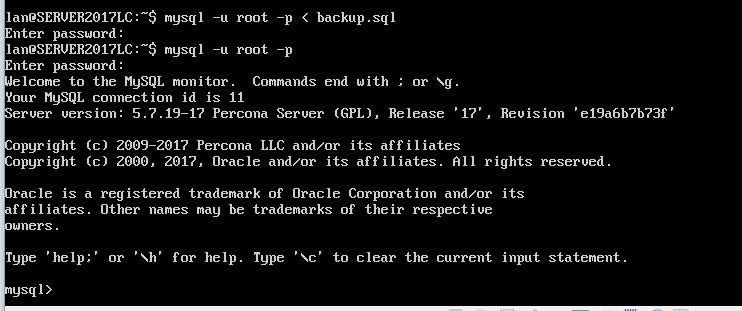 lan@SERVER2017LC:~$ mysql -u root -p < backup.sql
Enter password:
lan@SERVER2017LC:~$ mysql -u root -p
Enter password:
Welcome to the MySQL monitor.  Commands end with ; or \g.
Your MySQL connection id is 11
Server version: 5.7.19-17 Percona Server (GPL), Release '17', Revision 'e19a6b7b73f'
Copyright (c) 2009-2017 Percona LLC and/or its affiliates
Copyright (c) 2000, 2017, Oracle and/or its affiliates. All rights reserved.
Oracle is a registered trademark of Oracle Corporation and/or its
affiliates. Other names may be trademarks of their respective
owners.
Type 'help;' or '\h' for help. Type '\c' to clear the current input statement.
mysql>